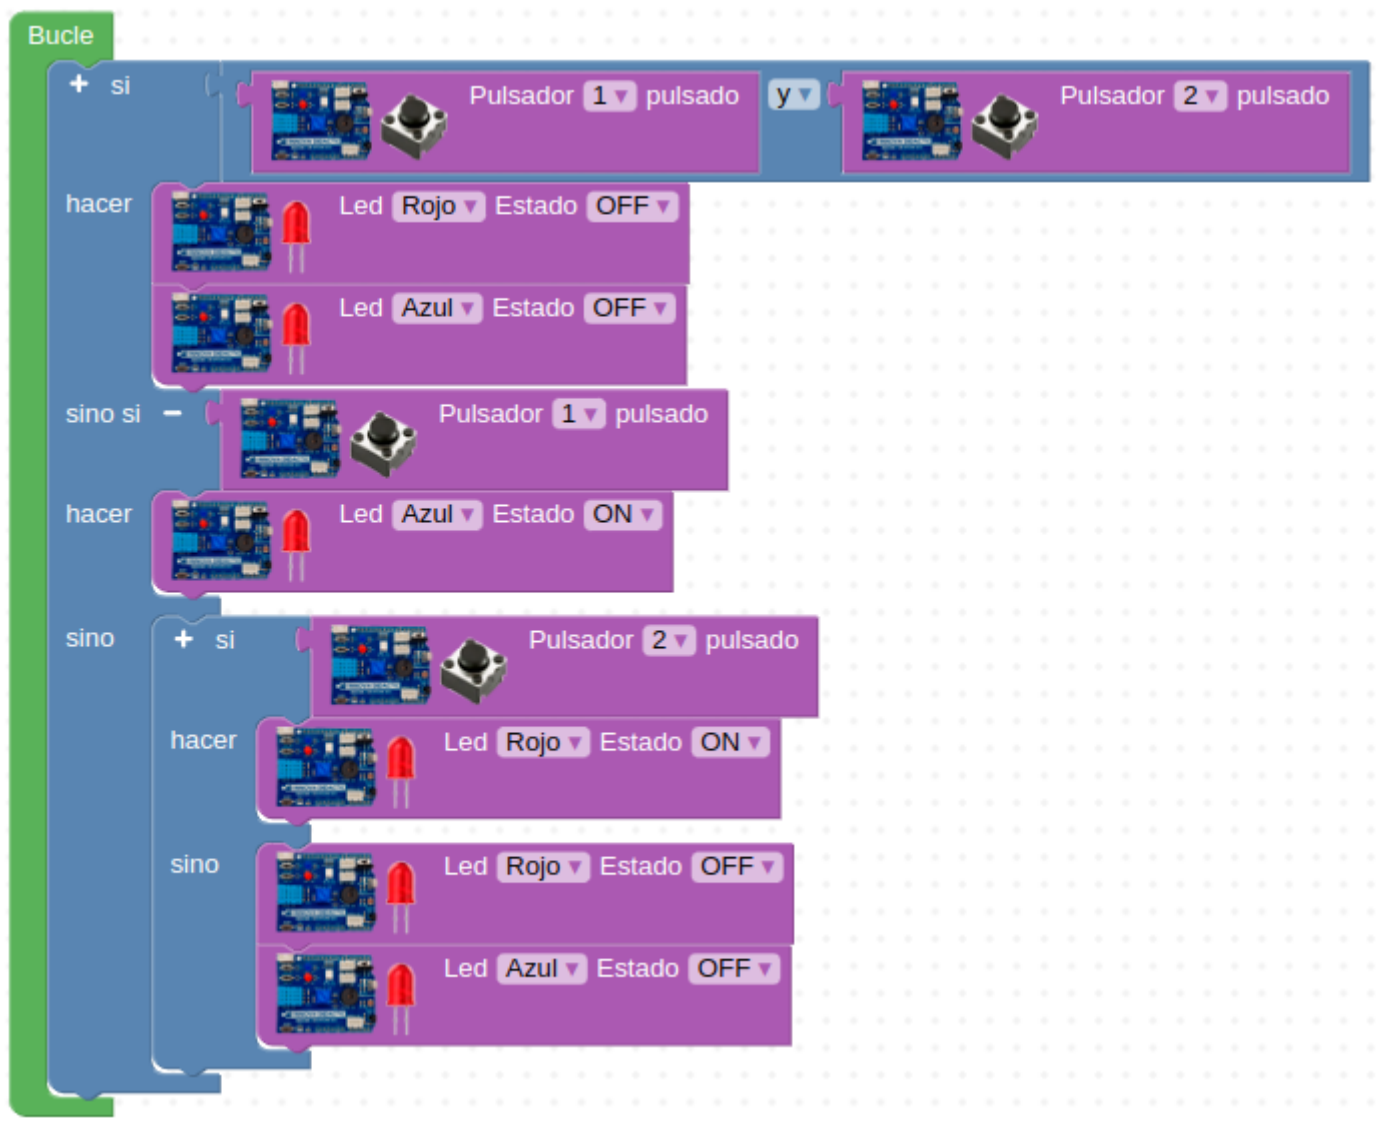 Bucle
+ si Pulsador 1 pulsado y Pulsador 2 pulsado
hacer Led Rojo Estado OFF
Led Azul Estado OFF
sino si − Pulsador 1 pulsado
hacer Led Azul Estado ON
sino + si Pulsador 2 pulsado
hacer Led Rojo Estado ON
sino Led Rojo Estado OFF
Led Azul Estado OFF